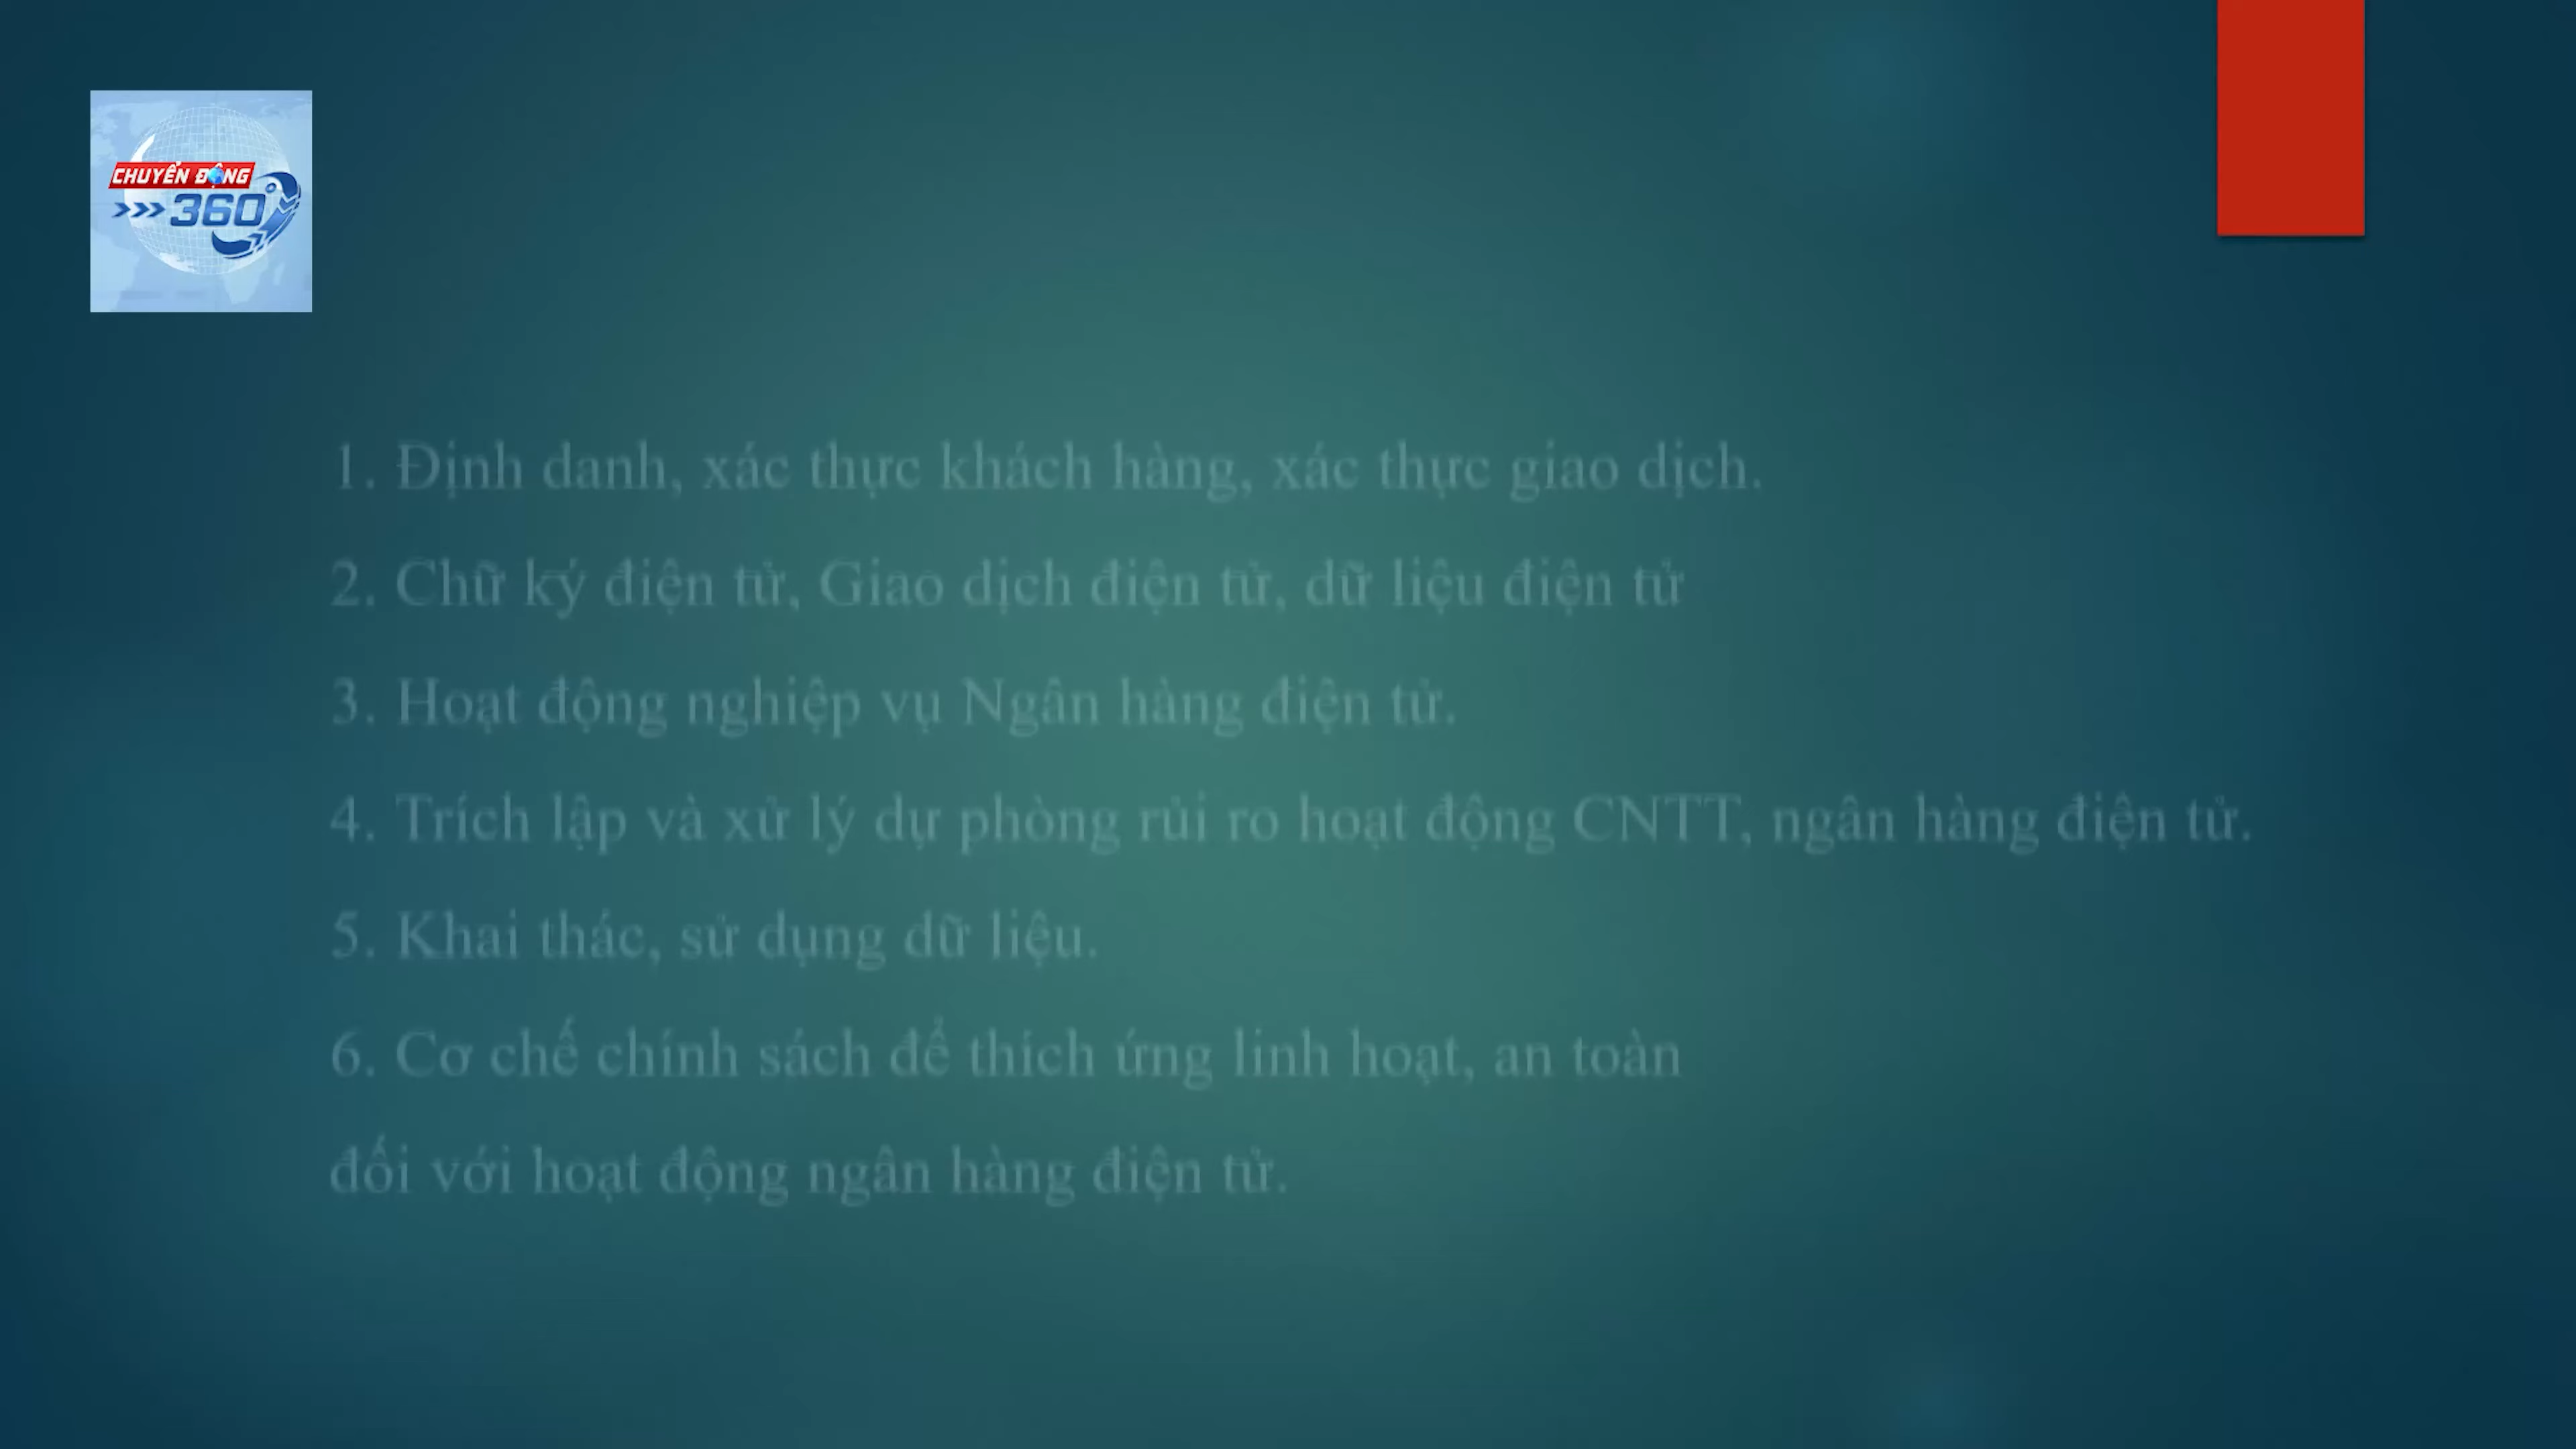 CHUYỂN ĐỘNG
360
1. Định danh, xác thực khách hàng, xác thực giao dịch.
2. Chữ ký điện tử, Giao dịch điện tử, dữ liệu điện tử
3. Hoạt động nghiệp vụ Ngân hàng điện tử.
4. Trích lập và xử lý dự phòng rủi ro hoạt động CNTT, ngân hàng điện tử.
5. Khai thác, sử dụng dữ liệu.
6. Cơ chế chính sách để thích ứng linh hoạt, an toàn
đối với hoạt động ngân hàng điện tử.